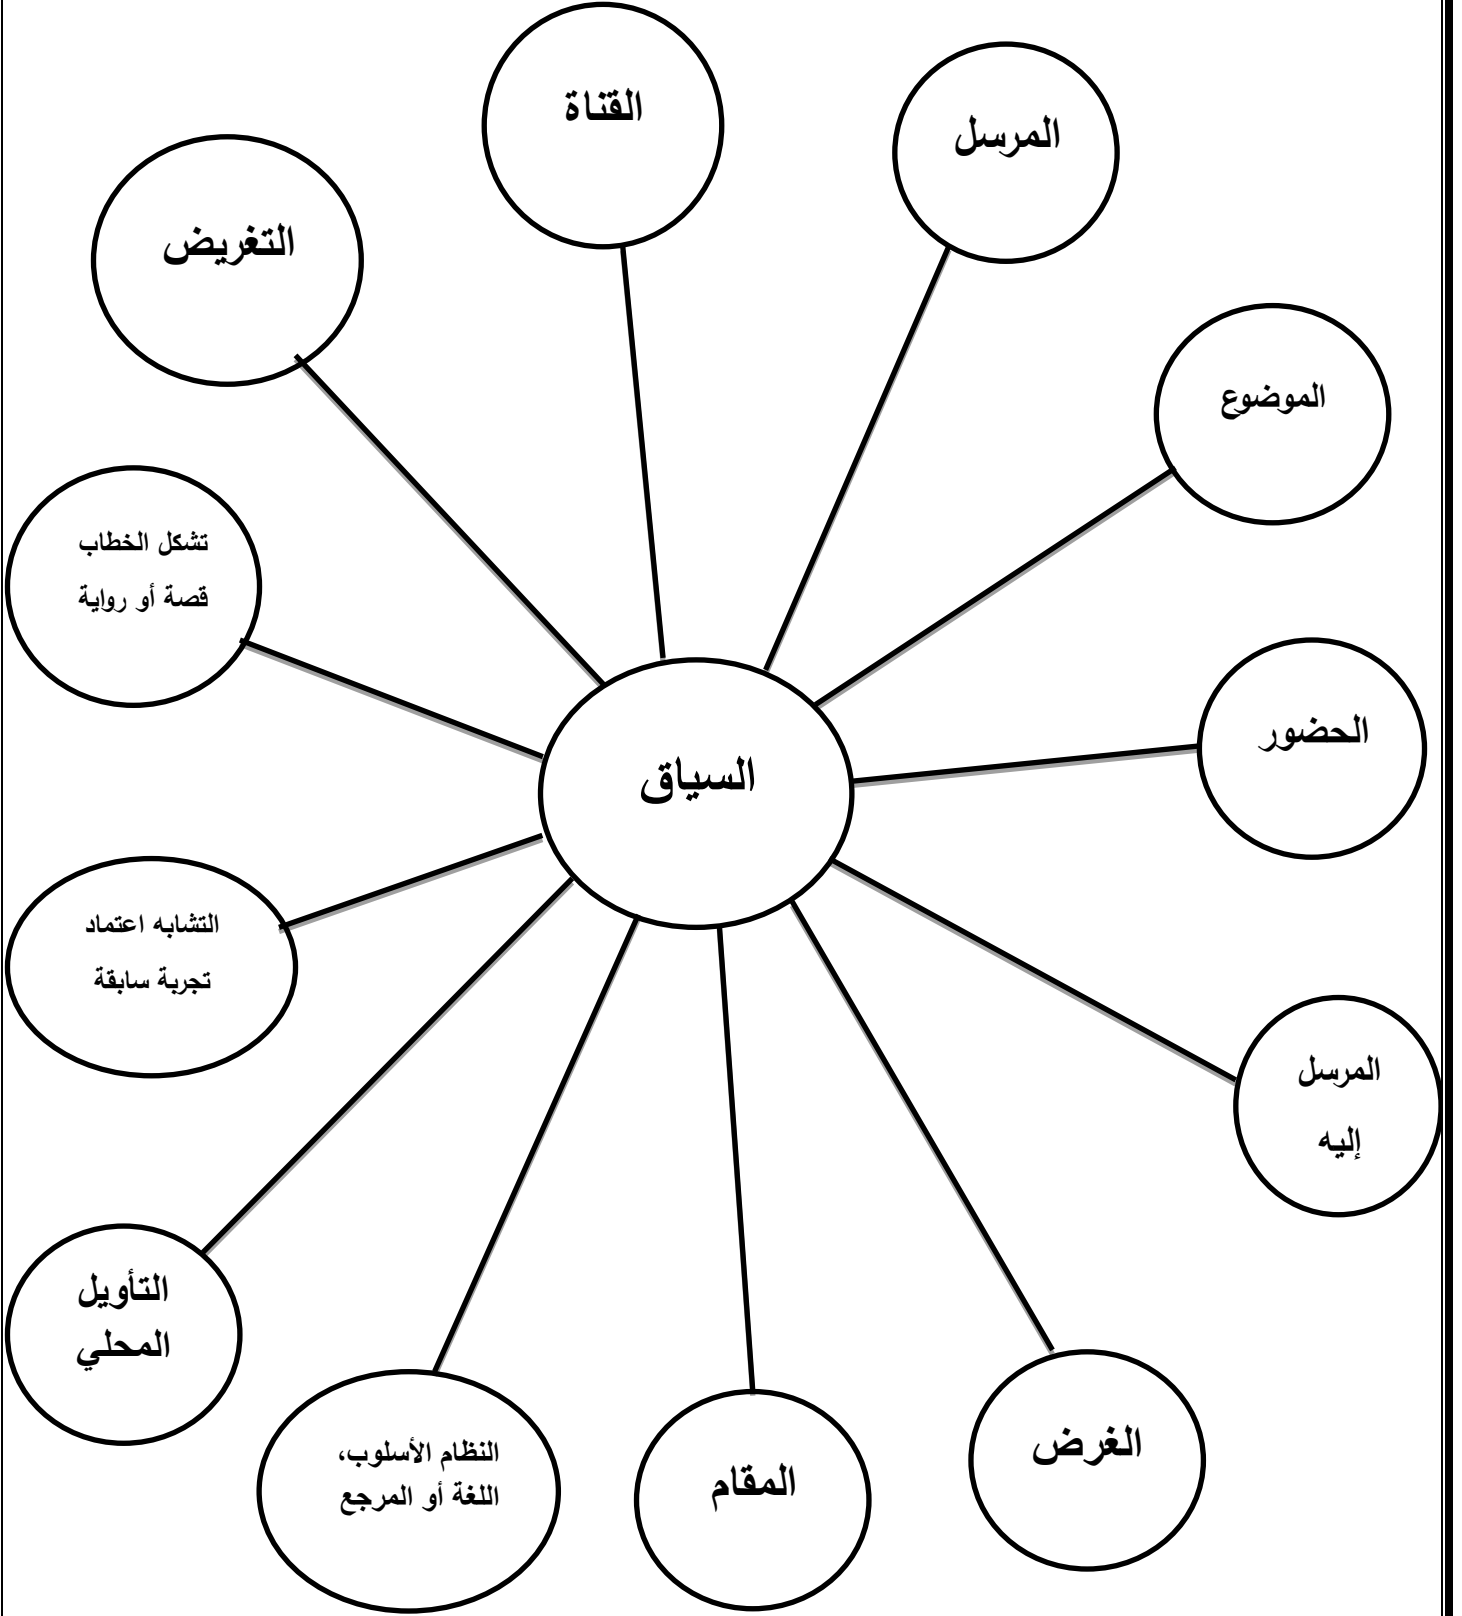 القناة
المرسل
التغريض
الموضوع
تشكل الخطاب
قصة أو رواية
الحضور
السياق
التشابه اعتماد
تجربة سابقة
المرسل
إليه
التأويل
المحلي
الغرض
المقام
النظام الأسلوب،
اللغة أو المرجع